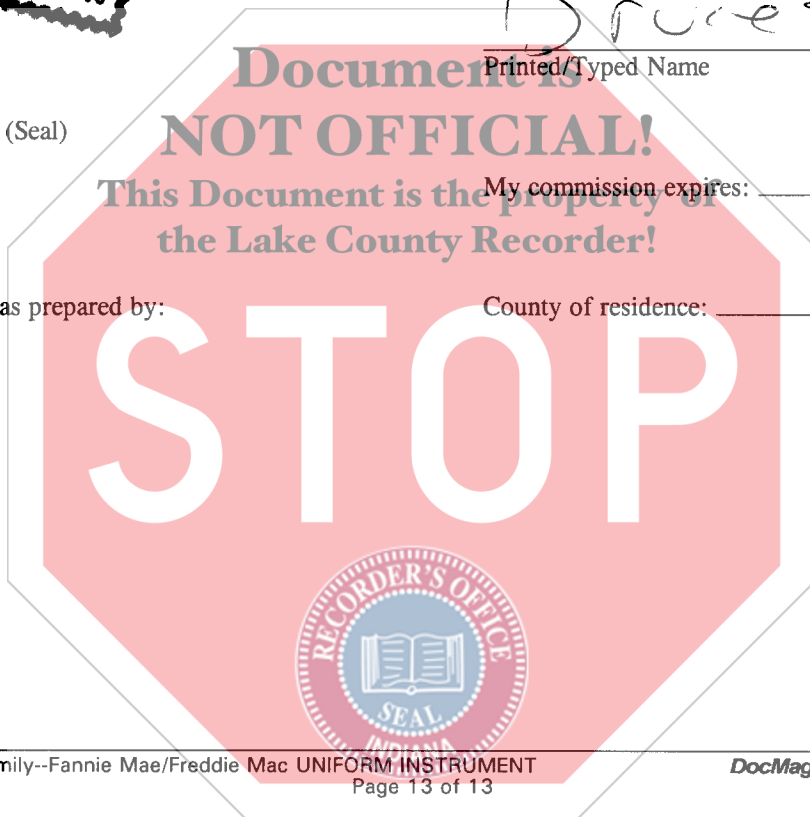 Document is
Printed/Typed Name
(Seal)
NOT OFFICIAL!
This Document is the property of
My commission expires:
the Lake County Recorder!
as prepared by:
County of residence:
STOP
RECORDER'S OFFICE
SEAL
INDIANA
mily--Fannie Mae/Freddie Mac UNIFORM INSTRUMENT
DocMag
Page 13 of 13